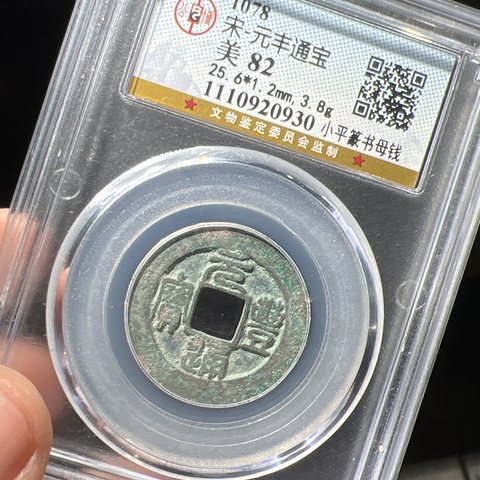 1078
宋-元丰通宝
美 82
25.6*1.2mm, 3.8g
1110920930
小平篆书母钱
文物鉴定委员会监制
元豐通寶